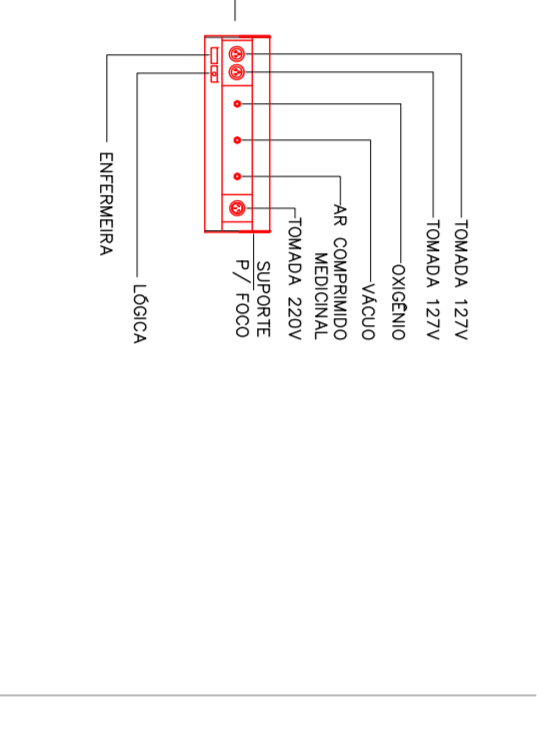 TOMADA 127V
TOMADA 127V
OXIGÊNIO
VÁCUO
AR COMPRIMIDO
MEDICINAL
TOMADA 220V
SUPORTE
P/ FOCO
LÓGICA
ENFERMEIRA